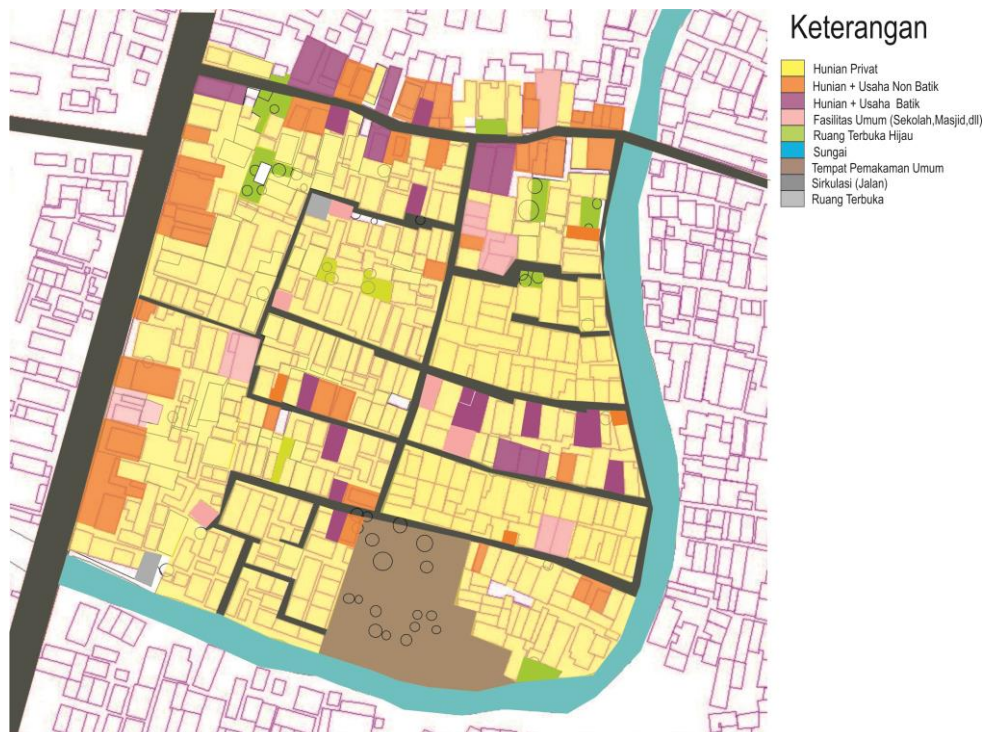 Keterangan
Hunian Privat
Hunian + Usaha Non Batik
Hunian + Usaha Batik
Fasilitas Umum (Sekolah,Masjid,dll)
Ruang Terbuka Hijau
Sungai
Tempat Pemakaman Umum
Sirkulasi (Jalan)
Ruang Terbuka